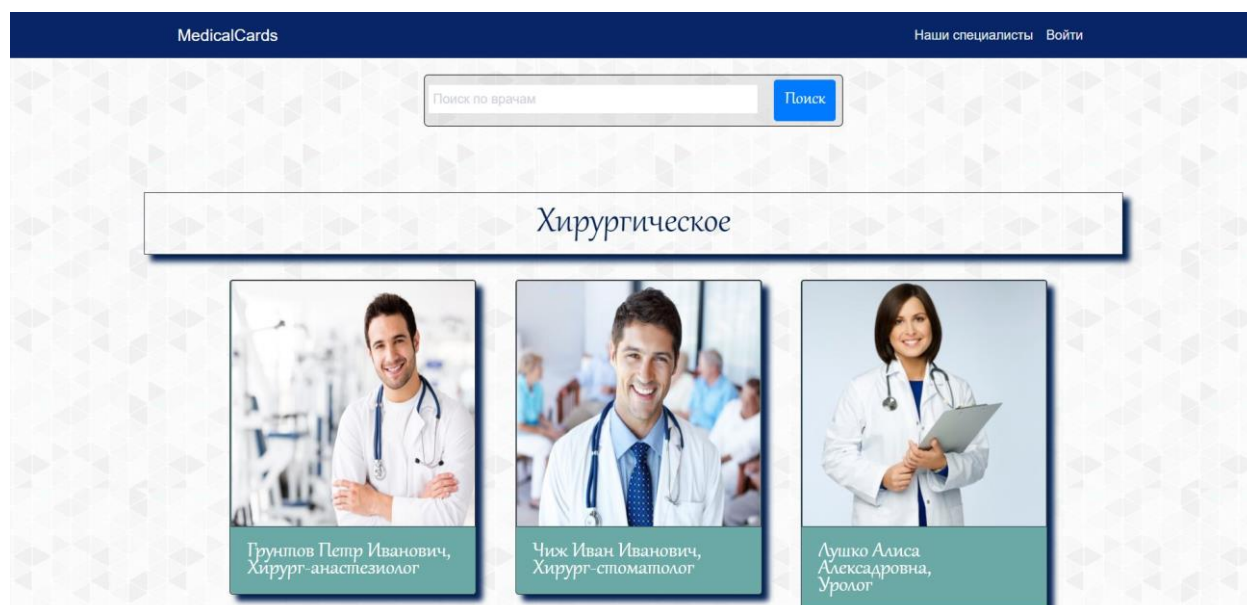 MedicalCards
Наши специалисты Войти
Поиск по врачам
Поиск
Хирургическое
Грунтов Петр Иванович,
Хирург-анастезиолог
Чиж Иван Иванович,
Хирург-стоматолог
Лушко Алиса
Алексадровна,
Уролог